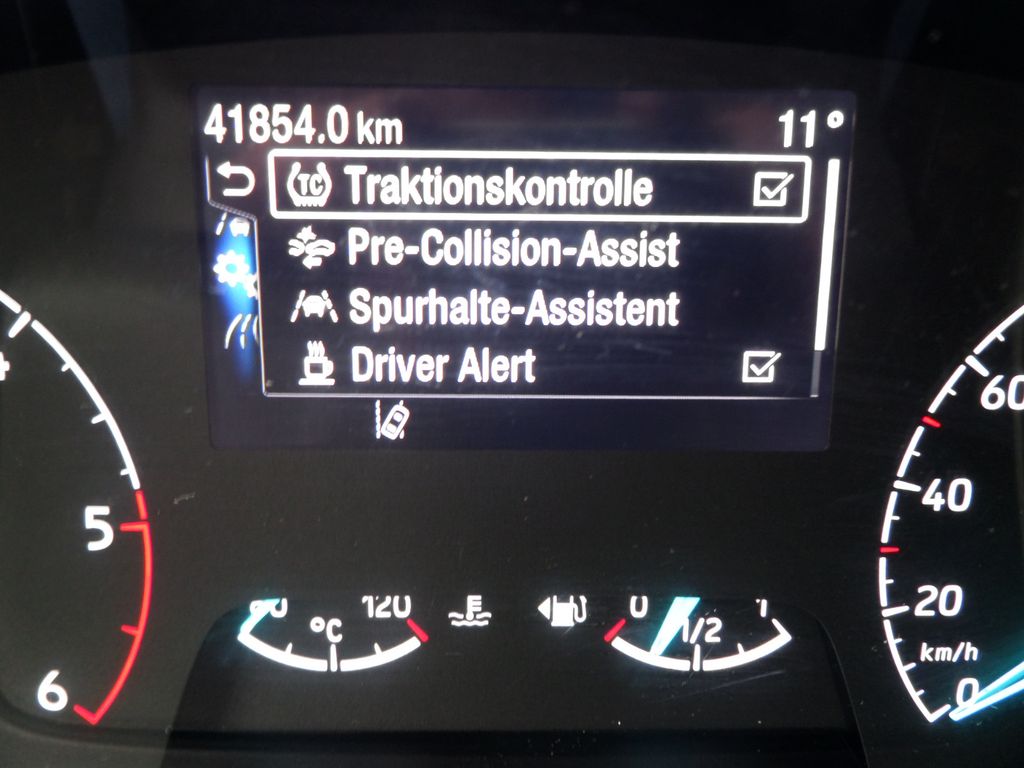 41854.0 km 11°
TC Traktionskontrolle
Pre-Collision-Assist
Spurhalte-Assistent
Driver Alert
60
40
5
20
120
0
1
°C
1/2
km/h
6
0